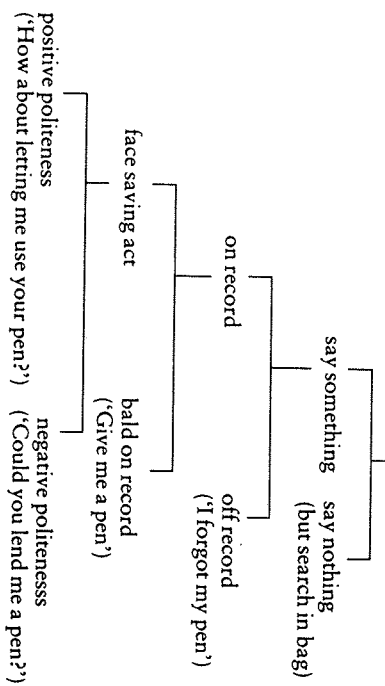 say something
say nothing
(but search in bag)
on record
off record
('I forgot my pen')
face saving act
bald on record
('Give me a pen')
positive politeness
('How about letting me use your pen?')
negative politenesss
('Could you lend me a pen?')